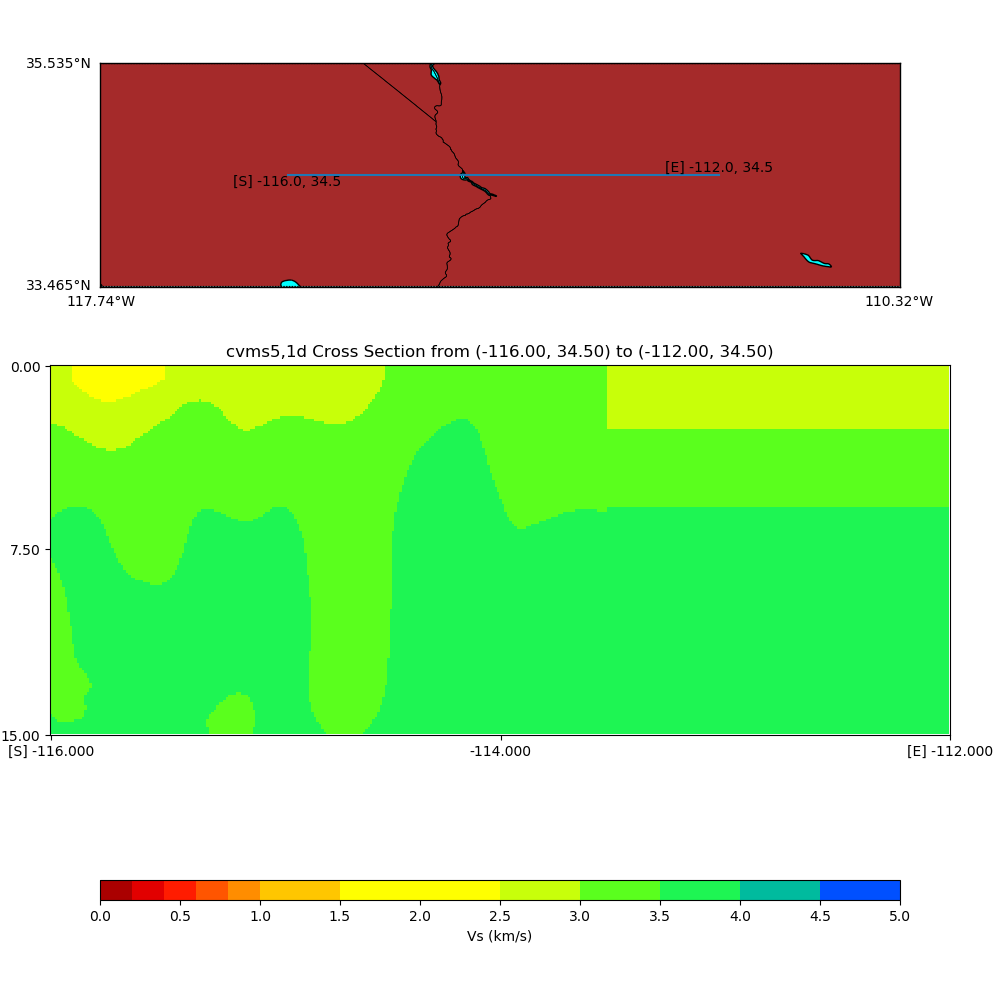 35.535°N
[E] -112.0, 34.5
[S] -116.0, 34.5
33.465°N
117.74°W 110.32°W
cvms5,1d Cross Section from (-116.00, 34.50) to (-112.00, 34.50)
0.00
7.50
15.00
[S] -116.000 -114.000 [E] -112.000
0.0 0.5 1.0 1.5 2.0 2.5 3.0 3.5 4.0 4.5 5.0
Vs (km/s)